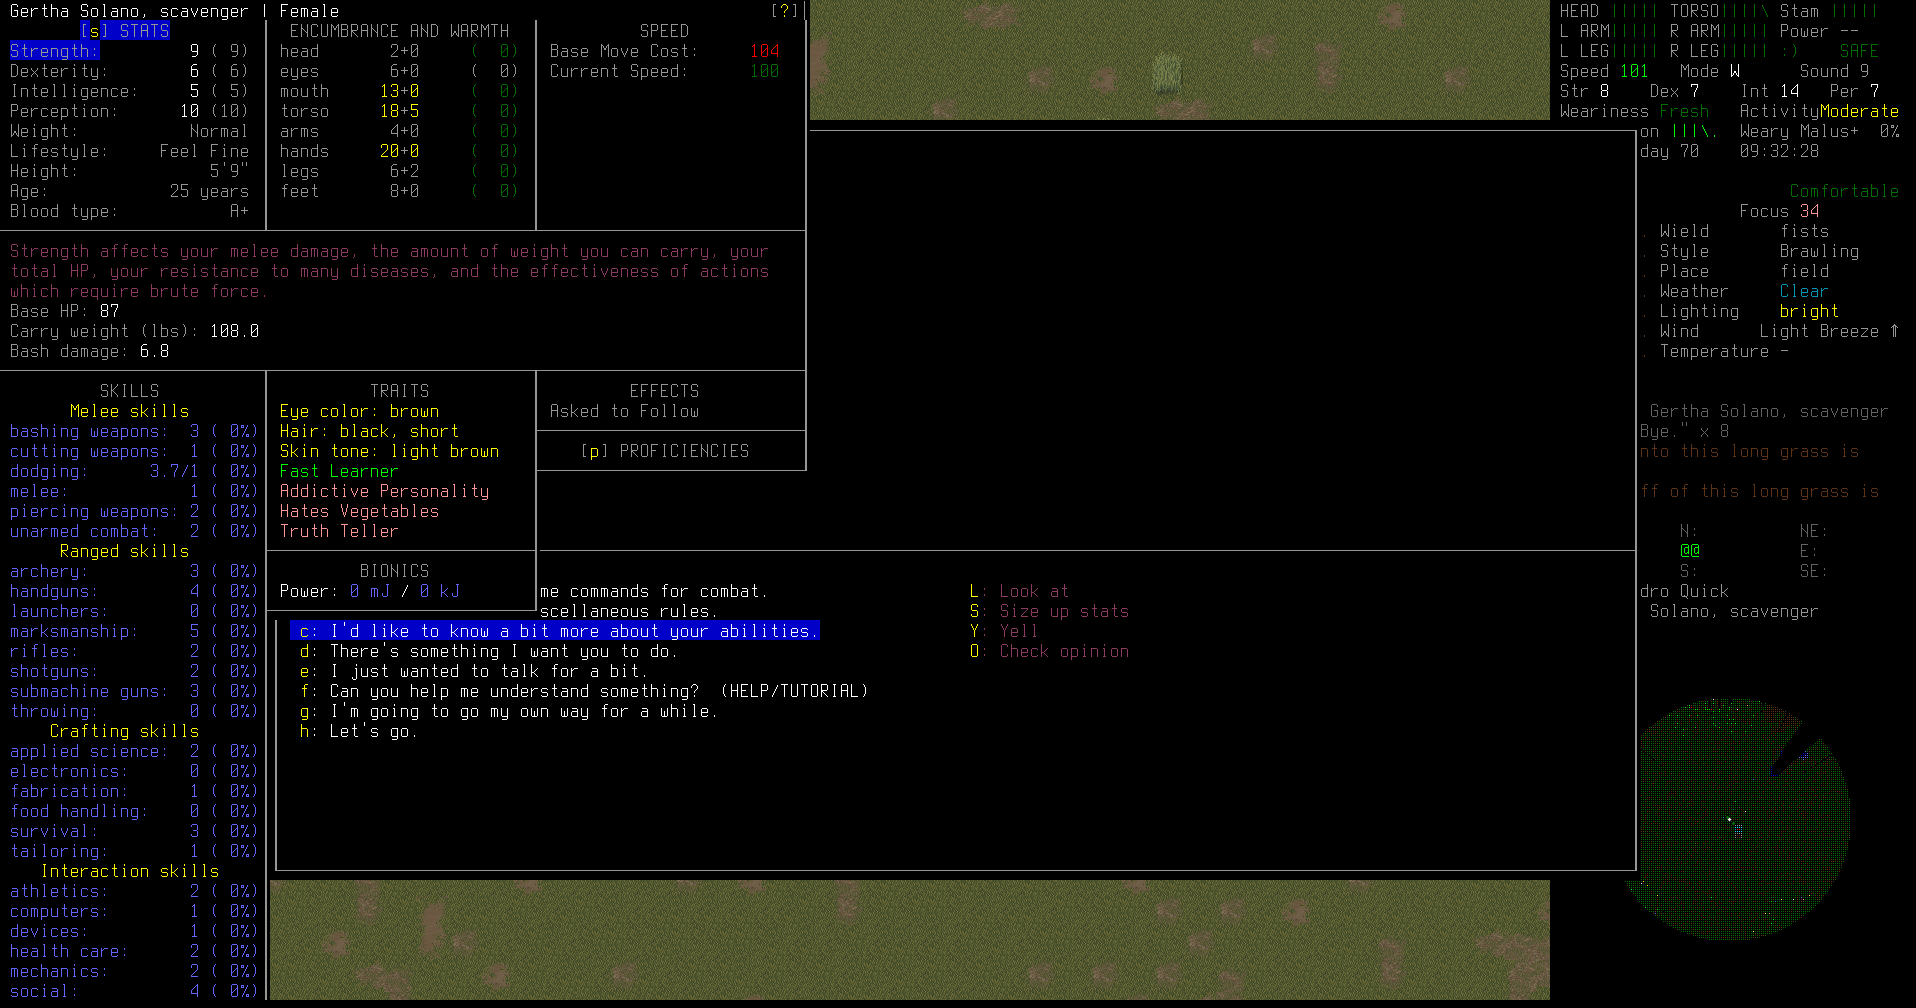 Gertha Solano, scavenger | Female [?]
[s] STATS
Strength: 9 ( 9)
Dexterity: 6 ( 6)
Intelligence: 5 ( 5)
Perception: 10 (10)
Weight: Normal
Lifestyle: Feel Fine
Height: 5'9"
Age: 25 years
Blood type: A+
ENCUMBRANCE AND WARMTH
head 2+0 ( 0)
eyes 6+0 ( 0)
mouth 13+0 ( 0)
torso 18+5 ( 0)
arms 4+0 ( 0)
hands 20+0 ( 0)
legs 6+2 ( 0)
feet 8+0 ( 0)
SPEED
Base Move Cost: 104
Current Speed: 100
Strength affects your melee damage, the amount of weight you can carry, your
total HP, your resistance to many diseases, and the effectiveness of actions
which require brute force.
Base HP: 87
Carry weight (lbs): 108.0
Bash damage: 6.8
SKILLS
Melee skills
bashing weapons: 3 ( 0%)
cutting weapons: 1 ( 0%)
dodging: 3.7/1 ( 0%)
melee: 1 ( 0%)
piercing weapons: 2 ( 0%)
unarmed combat: 2 ( 0%)
Ranged skills
archery: 3 ( 0%)
handguns: 4 ( 0%)
launchers: 0 ( 0%)
marksmanship: 5 ( 0%)
rifles: 2 ( 0%)
shotguns: 2 ( 0%)
submachine guns: 3 ( 0%)
throwing: 0 ( 0%)
Crafting skills
applied science: 2 ( 0%)
electronics: 0 ( 0%)
fabrication: 1 ( 0%)
food handling: 0 ( 0%)
survival: 3 ( 0%)
tailoring: 1 ( 0%)
Interaction skills
athletics: 2 ( 0%)
computers: 1 ( 0%)
devices: 1 ( 0%)
health care: 2 ( 0%)
mechanics: 2 ( 0%)
social: 4 ( 0%)
TRAITS
Eye color: brown
Hair: black, short
Skin tone: light brown
Fast Learner
Addictive Personality
Hates Vegetables
Truth Teller
BIONICS
Power: 0 mJ / 0 kJ
EFFECTS
Asked to Follow
[p] PROFICIENCIES
me commands for combat.
scellaneous rules.
c: I'd like to know a bit more about your abilities.
d: There's something I want you to do.
e: I just wanted to talk for a bit.
f: Can you help me understand something? (HELP/TUTORIAL)
g: I'm going to go my own way for a while.
h: Let's go.
L: Look at
S: Size up stats
Y: Yell
O: Check opinion
HEAD ||||| TORSO||||\ Stam |||||
L ARM||||| R ARM||||| Power --
L LEG||||| R LEG||||| :) SAFE
Speed 101 Mode W Sound 9
Str 8 Dex 7 Int 14 Per 7
Weariness Fresh ActivityModerate
on |||\. Weary Malus+ 0%
day 70 09:32:28
Comfortable
Focus 34
. Wield fists
. Style Brawling
. Place field
. Weather Clear
. Lighting bright
. Wind Light Breeze ⇑
. Temperature -
Gertha Solano, scavenger
Bye." x 8
nto this long grass is
ff of this long grass is
N: NE:
@@ E:
S: SE:
dro Quick
Solano, scavenger